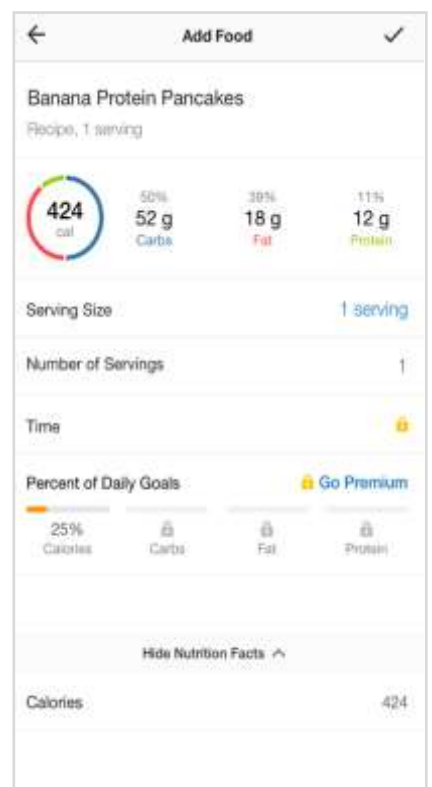 Add Food
Banana Protein Pancakes
Recipe, 1 serving
424
cal
50% 39% 11%
52 g 18 g 12 g
Carbs Fat Protein
Serving Size 1 serving
Number of Servings 1
Time
Percent of Daily Goals Go Premium
25%
Calories Carbs Fat Protein
Hide Nutrition Facts
Calories 424